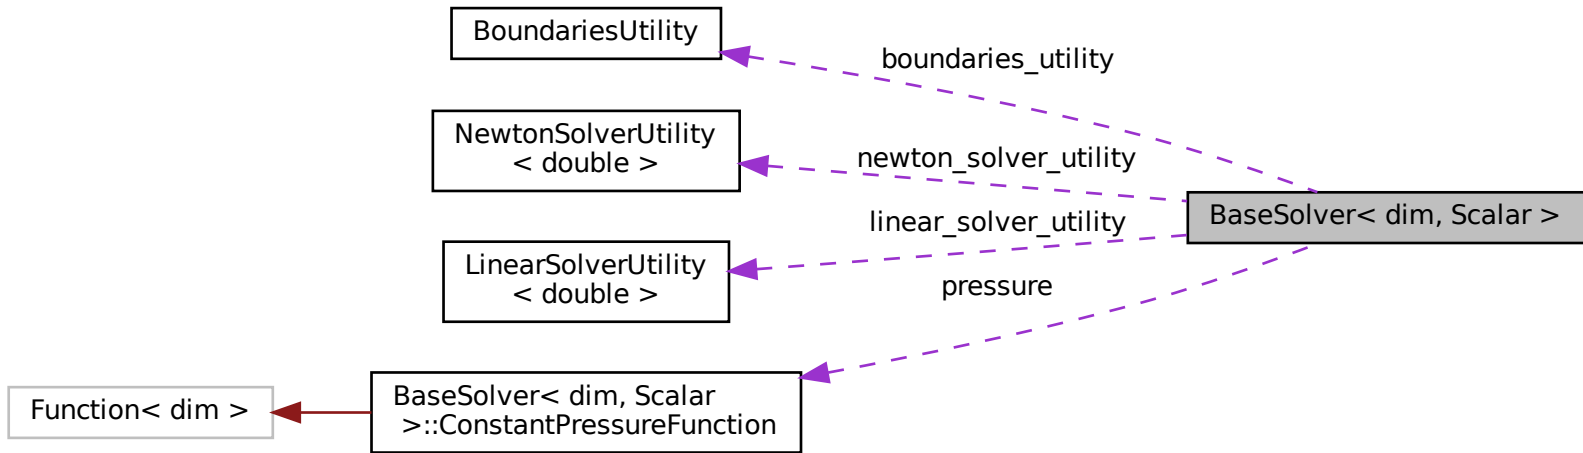 BoundariesUtility
boundaries_utility
NewtonSolverUtility
< double >
newton_solver_utility
BaseSolver< dim, Scalar >
linear_solver_utility
LinearSolverUtility
< double >
pressure
BaseSolver< dim, Scalar
>::ConstantPressureFunction
Function< dim >